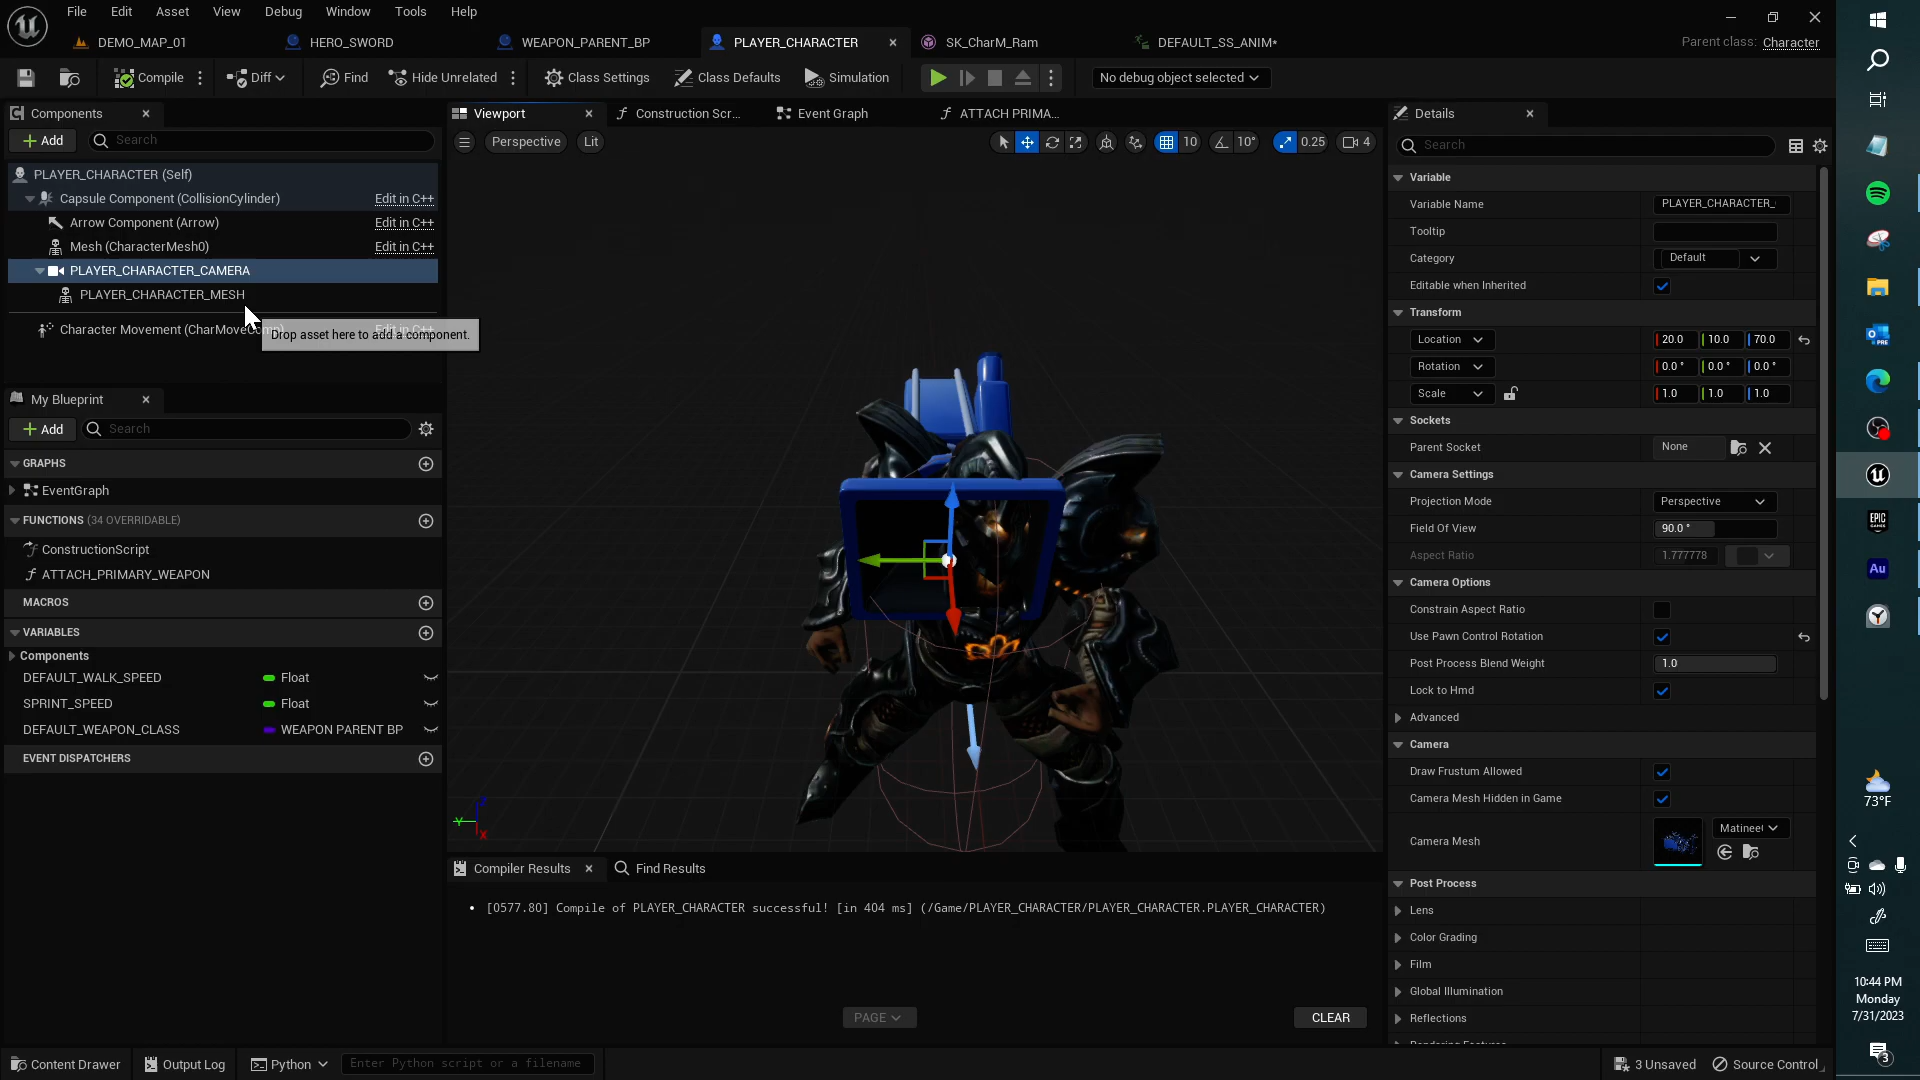 File Edit Asset View Debug Window Tools Help
DEMO_MAP_01 HERO_SWORD WEAPON_PARENT_BP PLAYER_CHARACTER SK_CharM_Ram DEFAULT_SS_ANIM* Parent class: Character
Compile Diff Find Hide Unrelated Class Settings Class Defaults Simulation No debug object selected
Components
Add Search
PLAYER_CHARACTER (Self)
Capsule Component (CollisionCylinder) Edit in C++
Arrow Component (Arrow) Edit in C++
Mesh (CharacterMesh0) Edit in C++
PLAYER_CHARACTER_CAMERA
PLAYER_CHARACTER_MESH
Character Movement (CharMoveComp)
Drop asset here to add a component.
My Blueprint
Add Search
GRAPHS
EventGraph
FUNCTIONS (34 OVERRIDABLE)
ConstructionScript
ATTACH_PRIMARY_WEAPON
MACROS
VARIABLES
Components
DEFAULT_WALK_SPEED Float
SPRINT_SPEED Float
DEFAULT_WEAPON_CLASS WEAPON PARENT BP
EVENT DISPATCHERS
Viewport Construction Scr... Event Graph ATTACH PRIMA...
Perspective Lit 10 10° 0.25 4
Y Z X
Compiler Results Find Results
[0577.80] Compile of PLAYER_CHARACTER successful! [in 404 ms] (/Game/PLAYER_CHARACTER/PLAYER_CHARACTER.PLAYER_CHARACTER)
PAGE CLEAR
Details
Search
Variable
Variable Name PLAYER_CHARACTER_
Tooltip
Category Default
Editable when Inherited
Transform
Location 20.0 10.0 70.0
Rotation 0.0 ° 0.0 ° 0.0 °
Scale 1.0 1.0 1.0
Sockets
Parent Socket None
Camera Settings
Projection Mode Perspective
Field Of View 90.0 °
Aspect Ratio 1.777778
Camera Options
Constrain Aspect Ratio
Use Pawn Control Rotation
Post Process Blend Weight 1.0
Lock to Hmd
Advanced
Camera
Draw Frustum Allowed
Camera Mesh Hidden in Game
Camera Mesh Matinee
Post Process
Lens
Color Grading
Film
Global Illumination
Reflections
Content Drawer Output Log Python Enter Python script or a filename 3 Unsaved Source Control
PRE
EPIC GAMES
Au
73°F
10:44 PM
Monday
7/31/2023
3